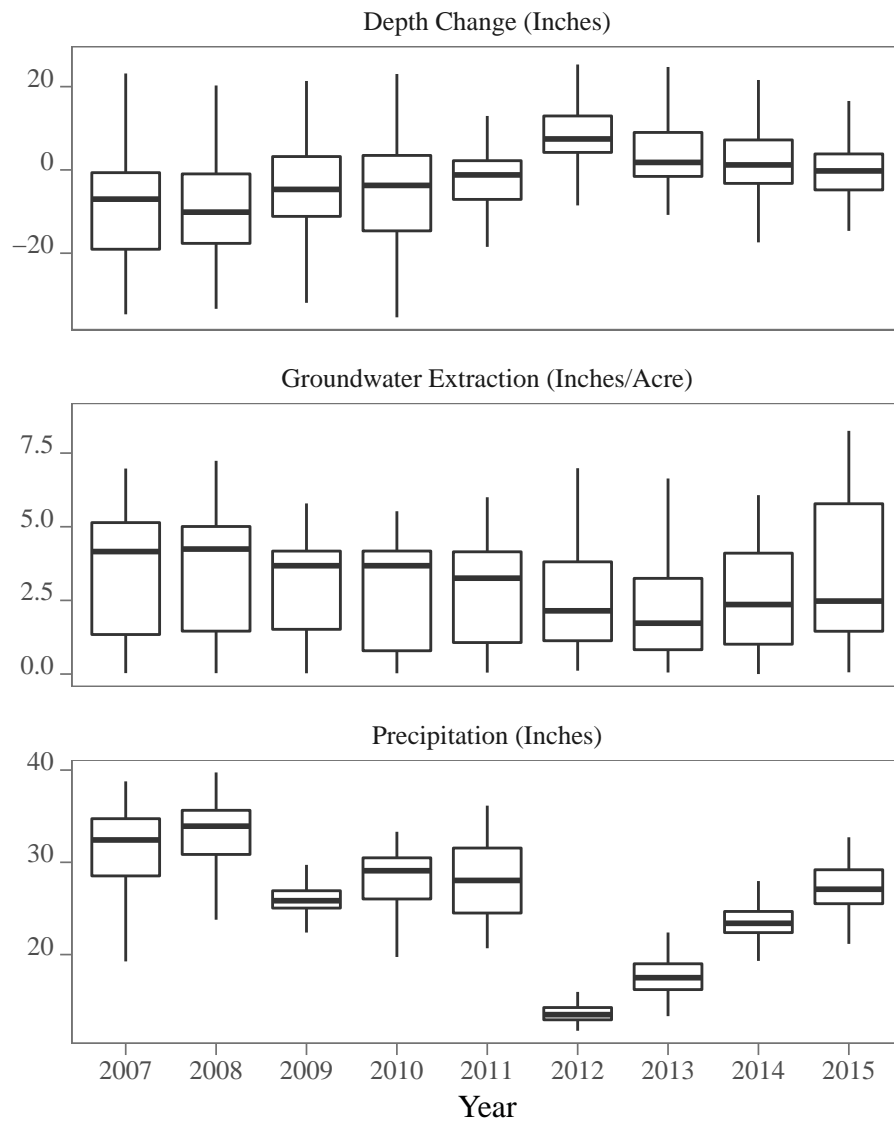 Depth Change (Inches)
20
0
−20
Groundwater Extraction (Inches/Acre)
7.5
5.0
2.5
0.0
Precipitation (Inches)
40
30
20
2007 2008 2009 2010 2011 2012 2013 2014 2015
Year